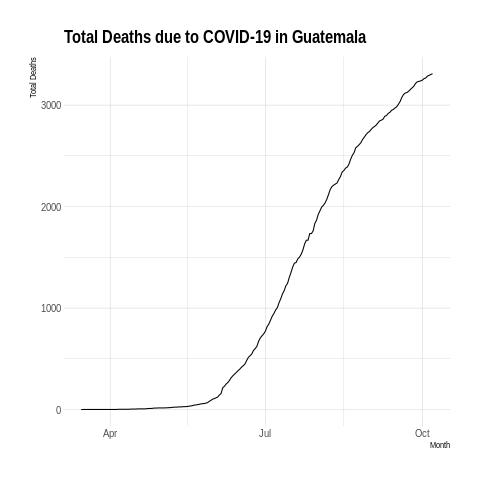 Total Deaths due to COVID-19 in Guatemala
Total Deaths
3000
2000
1000
0
Apr
Jul
Oct
Month